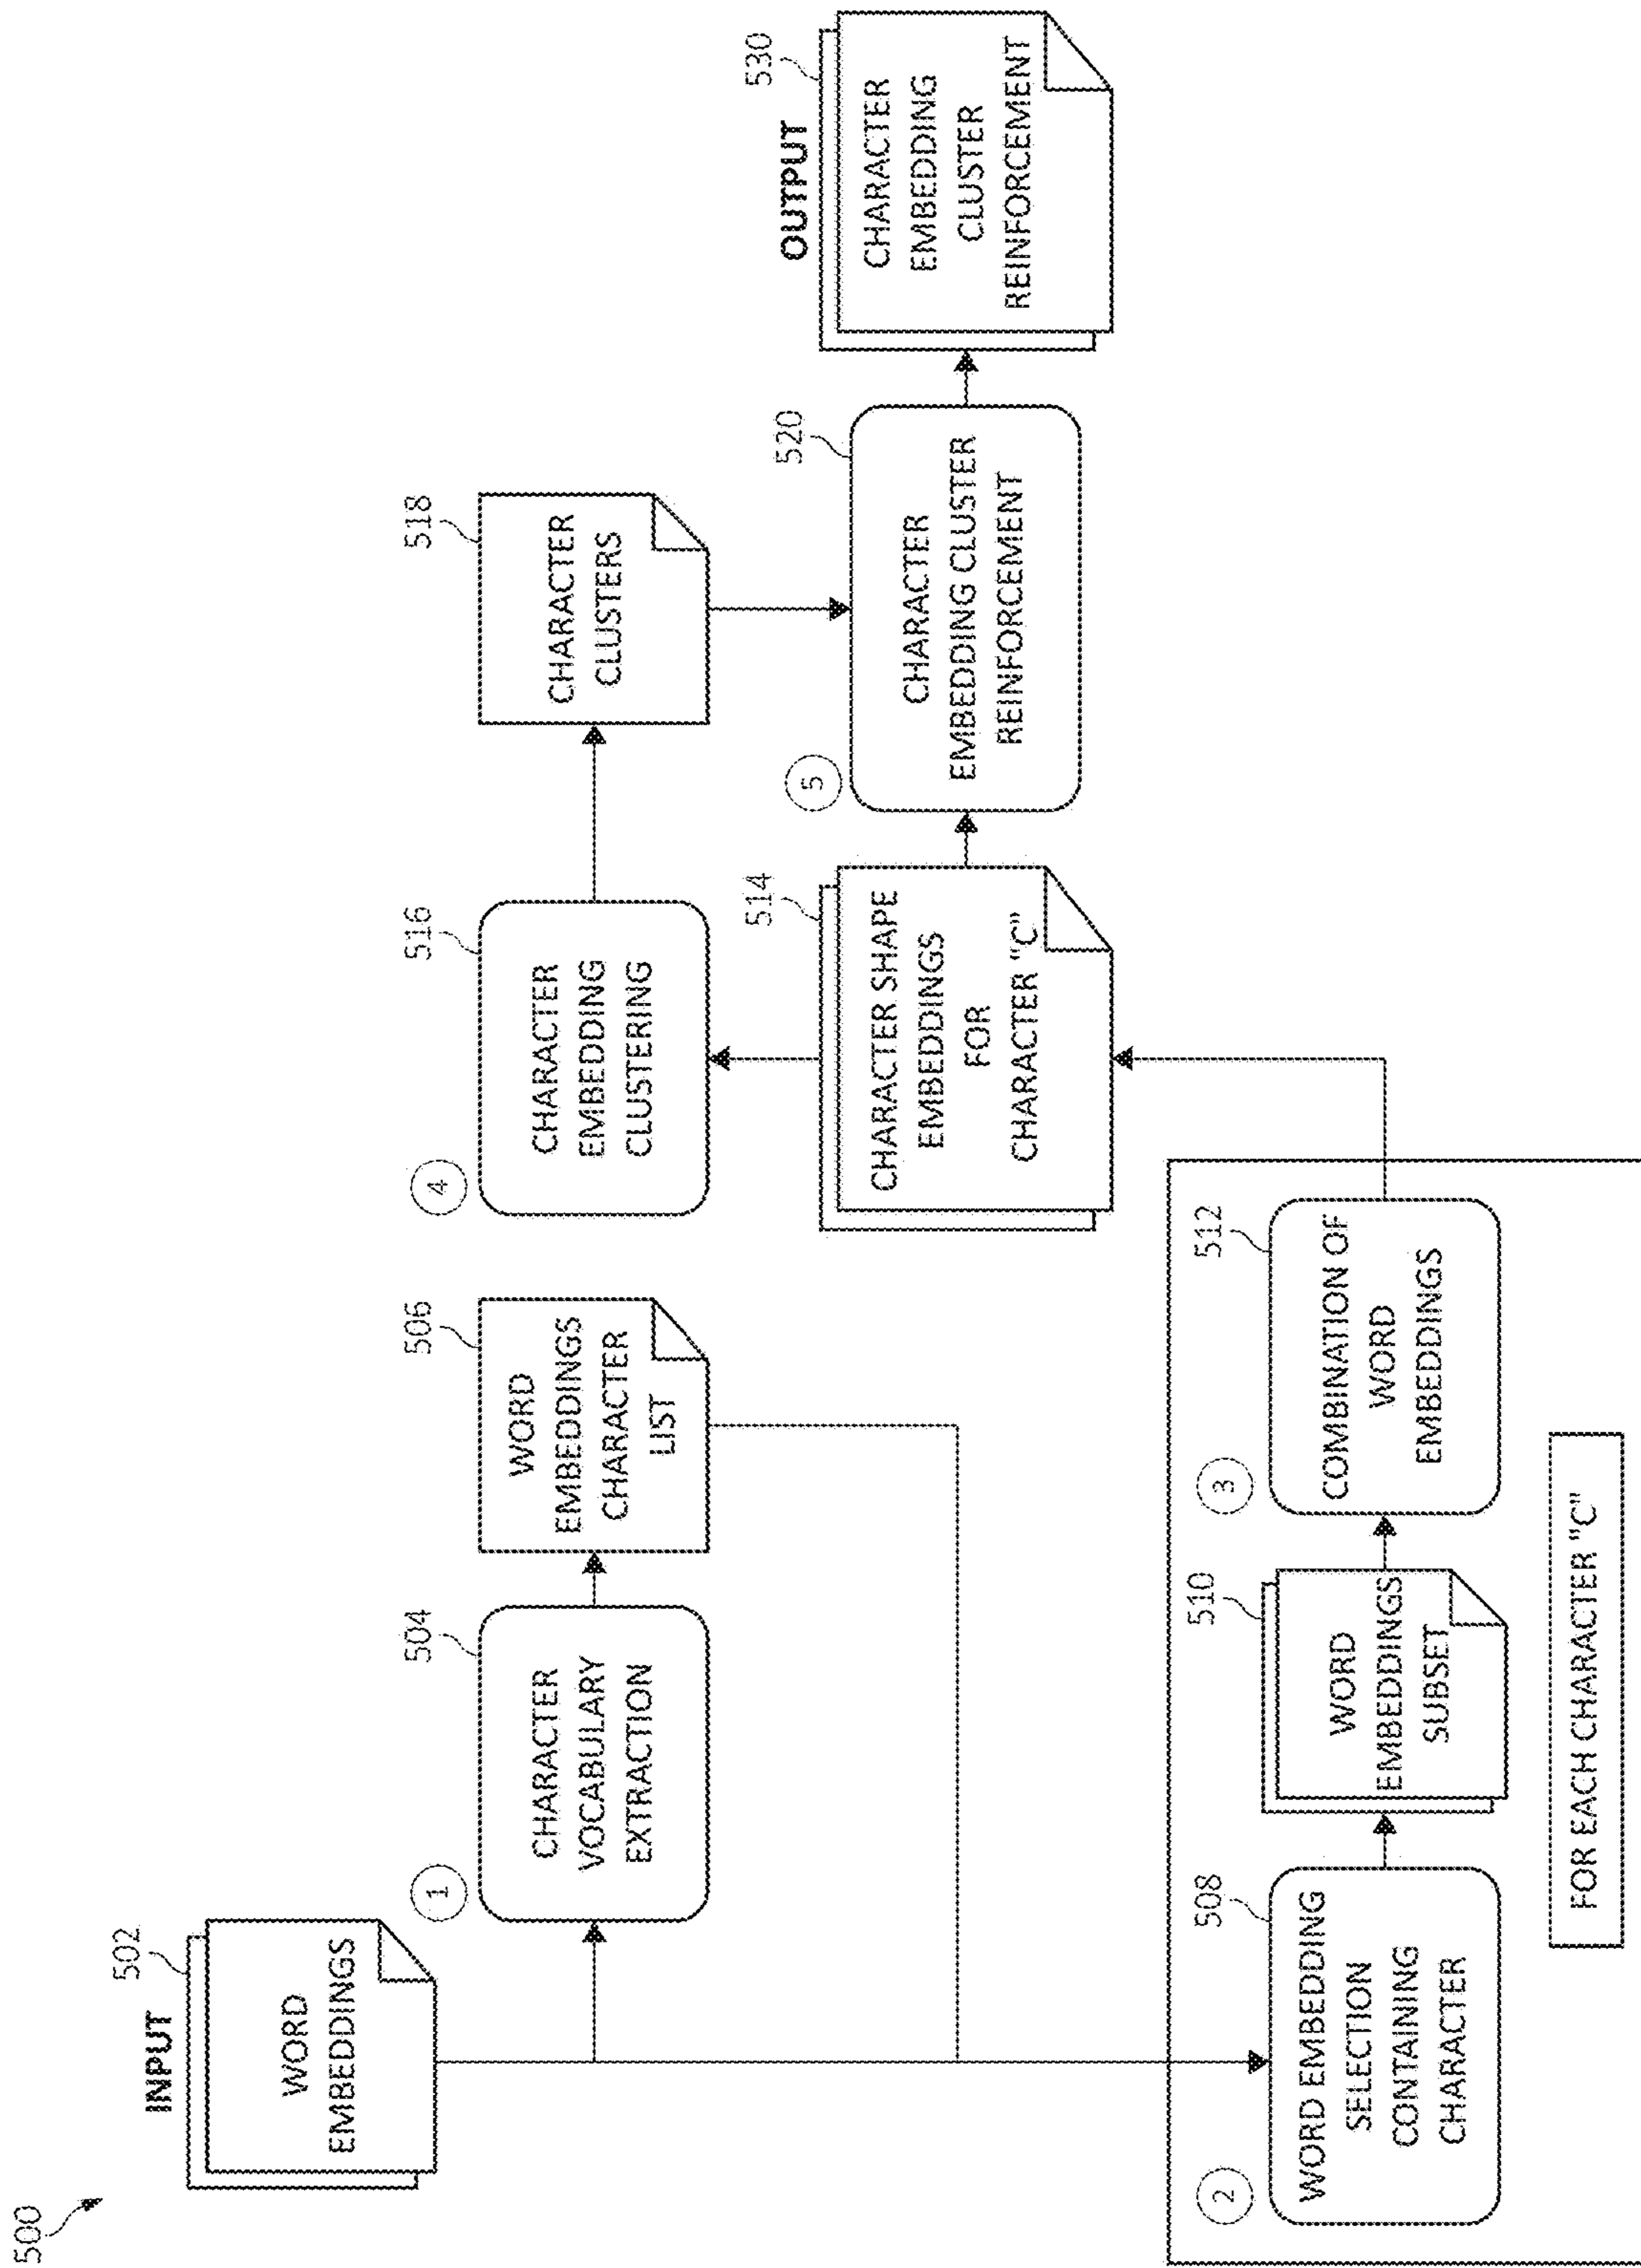 500
INPUT
502
WORD
EMBEDDINGS
1
504
CHARACTER
VOCABULARY
EXTRACTION
506
WORD
EMBEDDINGS
CHARACTER
LIST
2
508
WORD EMBEDDING
SELECTION
CONTAINING
CHARACTER
510
WORD
EMBEDDINGS
SUBSET
3
512
COMBINATION OF
WORD
EMBEDDINGS
FOR EACH CHARACTER "C"
514
CHARACTER SHAPE
EMBEDDINGS
FOR
CHARACTER "C"
4
516
CHARACTER
EMBEDDING
CLUSTERING
518
CHARACTER
CLUSTERS
5
520
CHARACTER
EMBEDDING CLUSTER
REINFORCEMENT
OUTPUT
530
CHARACTER
EMBEDDING
CLUSTER
REINFORCEMENT